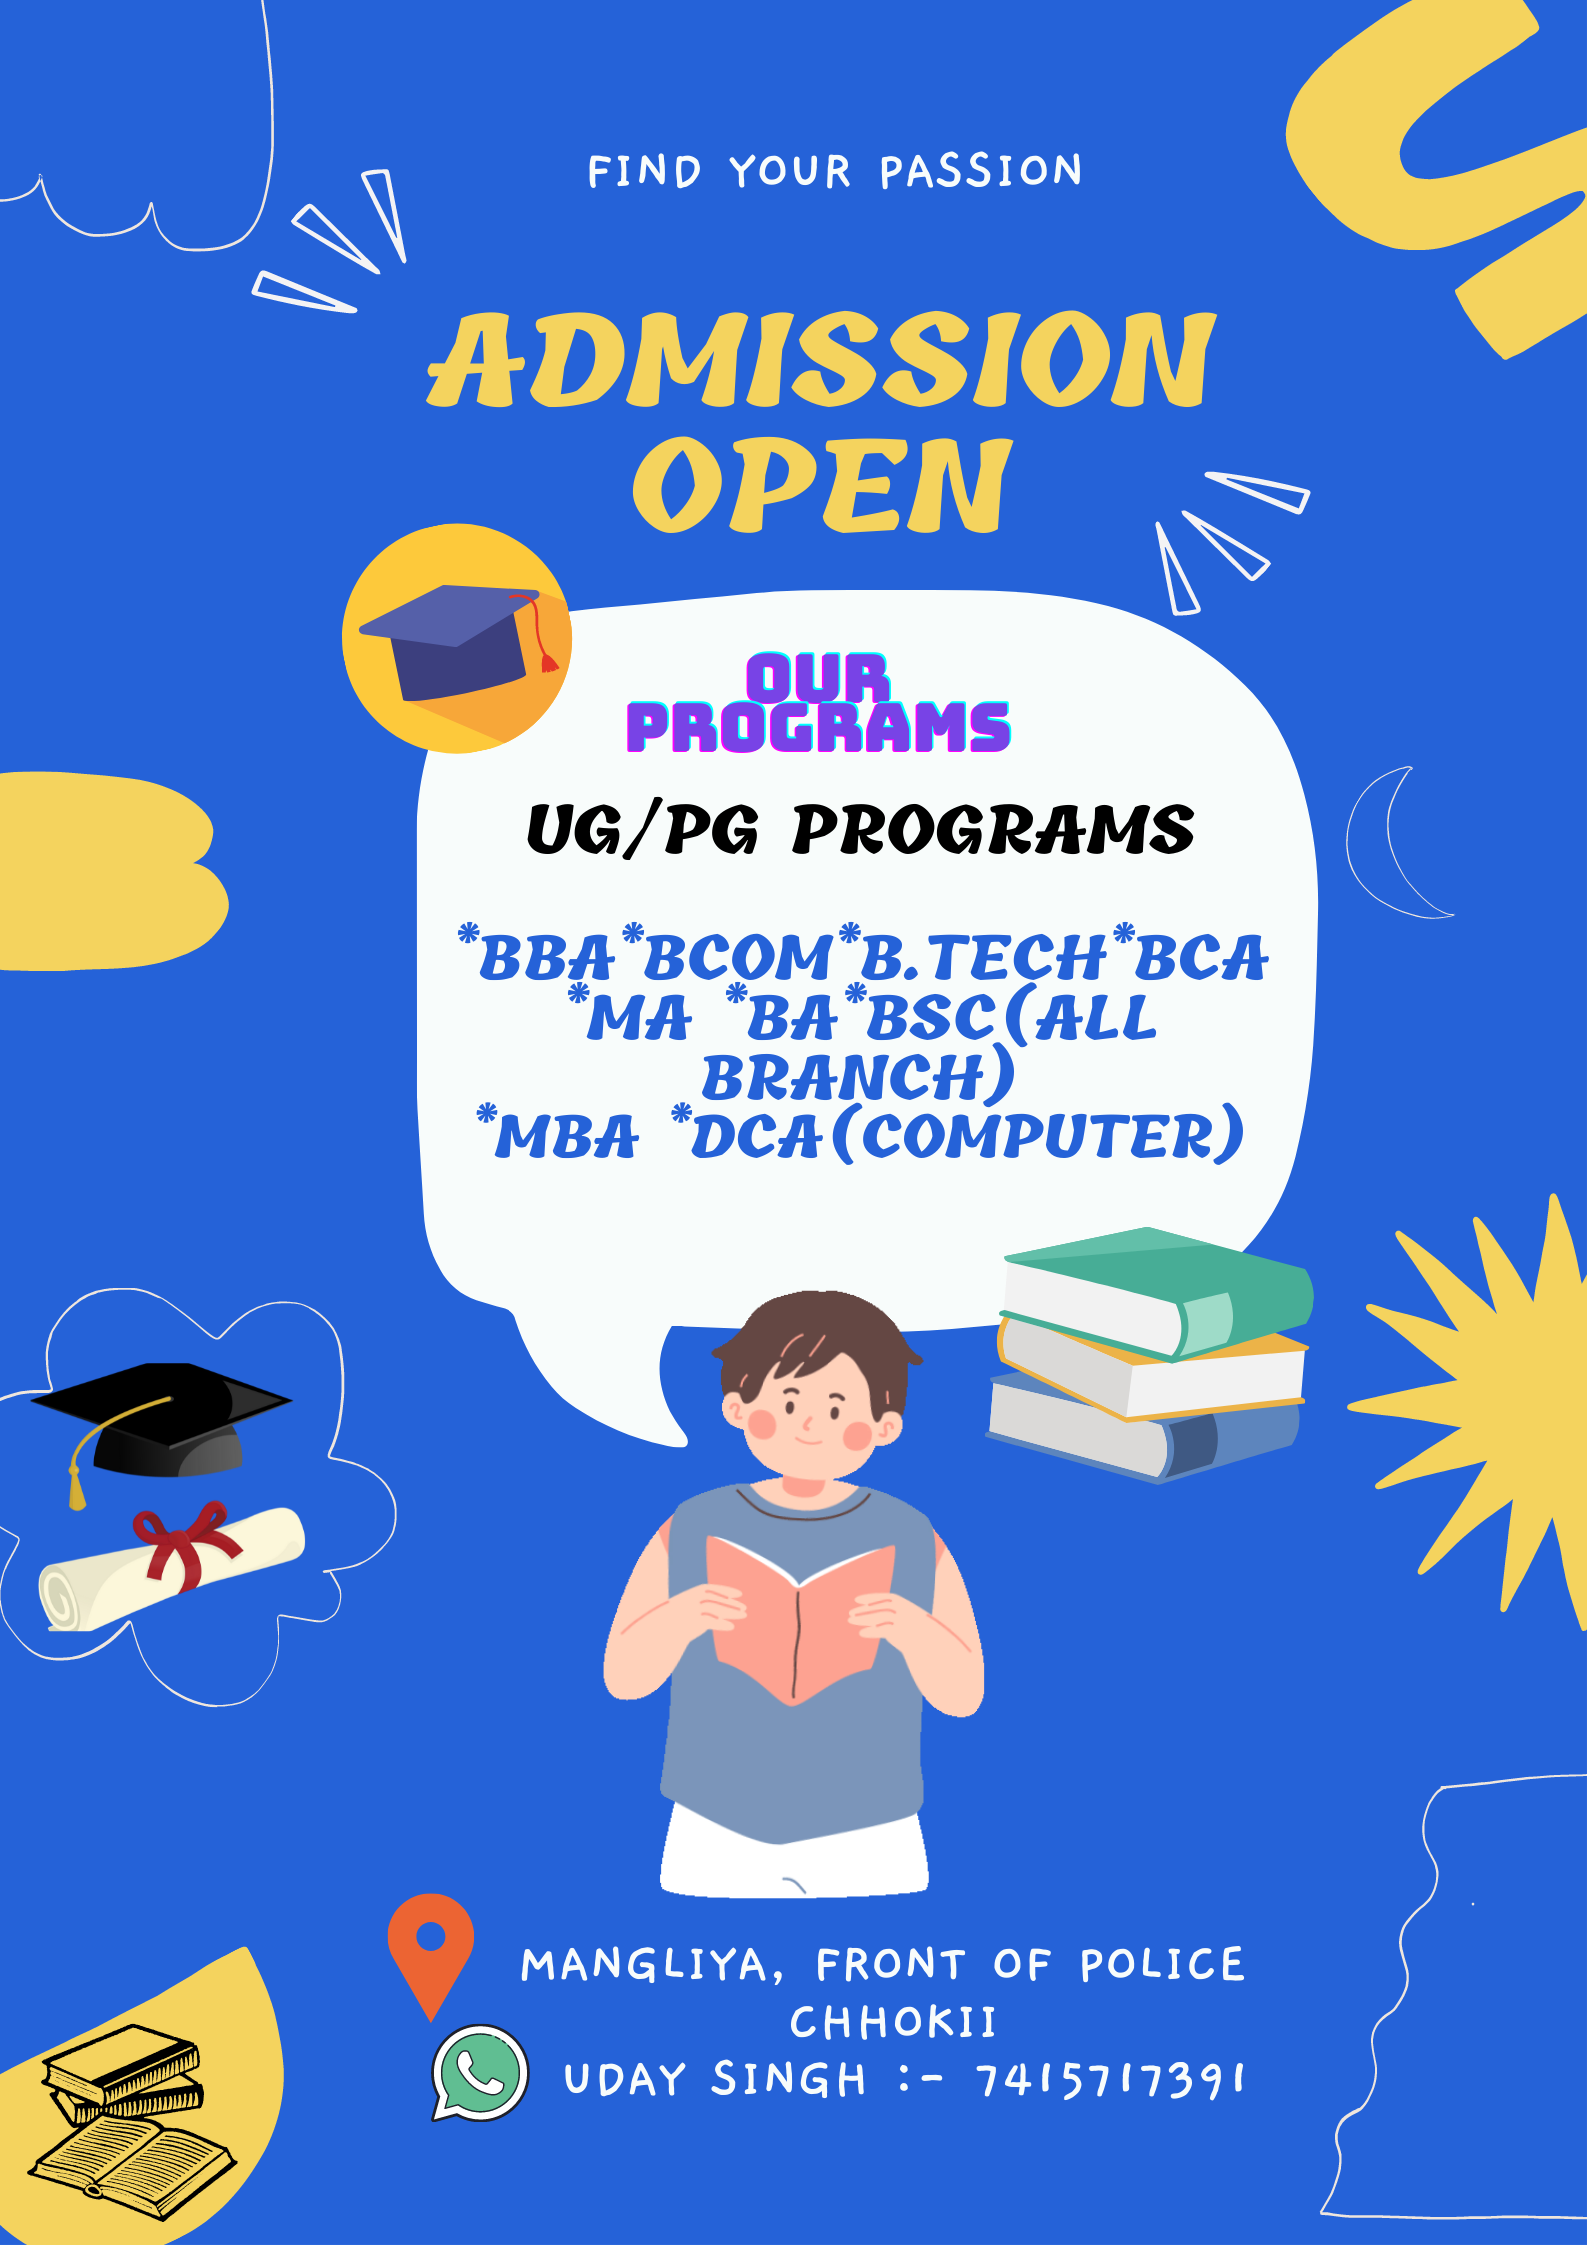 FIND YOUR PASSION
ADMISSION
OPEN
OUR
PROGRAMS
UG/PG PROGRAMS
*BBA*BCOM*B.TECH*BCA
*MA *BA*BSC(ALL
BRANCH)
*MBA *DCA(COMPUTER)
MANGLIYA, FRONT OF POLICE
CHHOKII
UDAY SINGH :- 7415717391